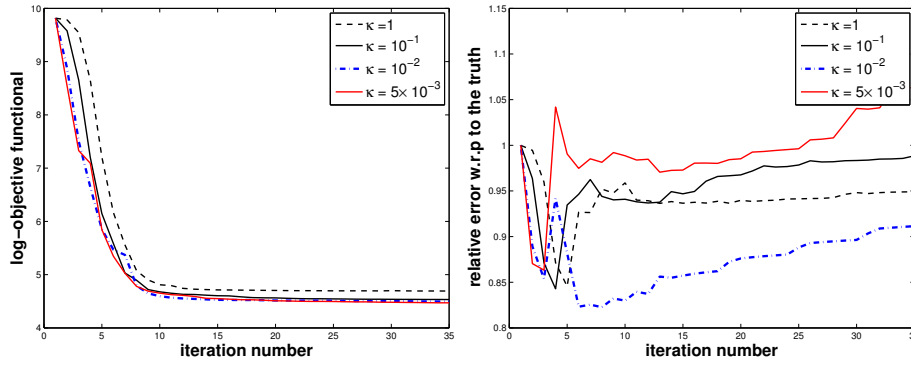 10
9
8
7
6
5
4
0
5
10
15
20
25
30
35
log−objective functional
iteration number
κ =1
κ = 10⁻¹
κ = 10⁻²
κ = 5× 10⁻³
1.15
1.1
1.05
1
0.95
0.9
0.85
0.8
0
5
10
15
20
25
30
35
relative error w.r.p to the truth
iteration number
κ =1
κ = 10⁻¹
κ = 10⁻²
κ = 5× 10⁻³